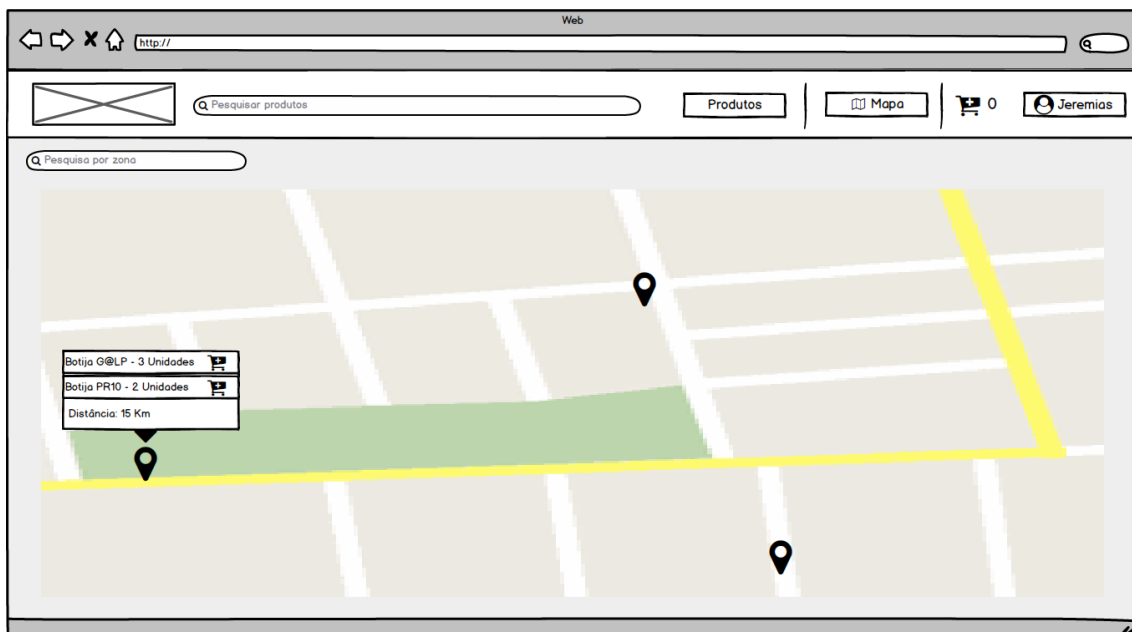 Web
http://
Pesquisar produtos
Produtos
Mapa
0
Jeremias
Pesquisa por zona
Botija G@LP - 3 Unidades
Botija PR10 - 2 Unidades
Distância: 15 Km